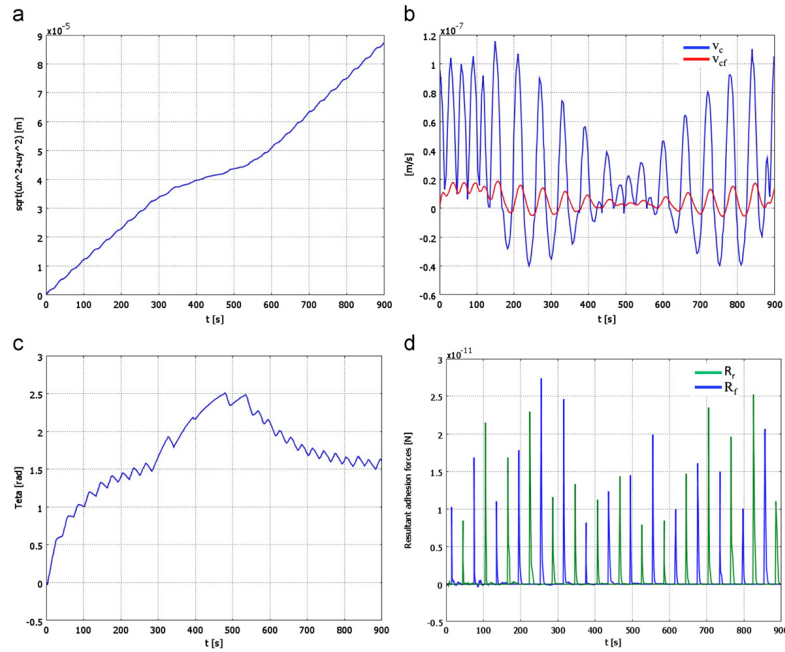 a
x10^-5
9
8
7
6
5
4
3
2
1
0
sqrt(ux^2+uy^2) [m]
0 100 200 300 400 500 600 700 800 900
t [s]
b
x10^-7
1.2
1
0.8
0.6
0.4
0.2
0
-0.2
-0.4
-0.6
[m/s]
v_c
v_cf
0 100 200 300 400 500 600 700 800 900
t [s]
c
3
2.5
2
1.5
1
0.5
0
-0.5
Teta [rad]
0 100 200 300 400 500 600 700 800 900
t [s]
d
x10^-11
3
2.5
2
1.5
1
0.5
0
-0.5
Resultant adhesion forces [N]
R_r
R_f
0 100 200 300 400 500 600 700 800 900
t [s]